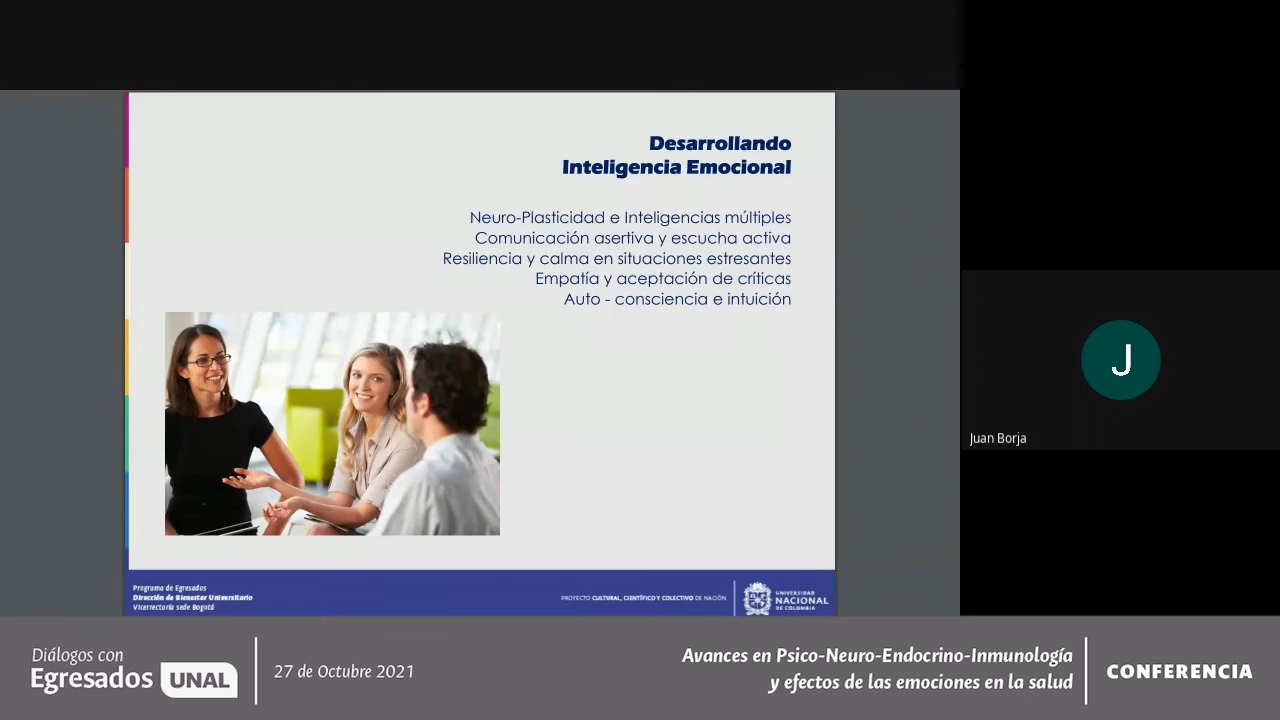 Desarrollando
Inteligencia Emocional
Neuro-Plasticidad e Inteligencias múltiples
Comunicación asertiva y escucha activa
Resiliencia y calma en situaciones estresantes
Empatía y aceptación de críticas
Auto - consciencia e intuición
J
Juan Borja
Programa de Egresados
Dirección de Bienestar Universitario
Vicerrectoría sede Bogotá
PROYECTO CULTURAL, CIENTÍFICO Y COLECTIVO DE NACIÓN
UNIVERSIDAD
NACIONAL
DE COLOMBIA
Diálogos con
Egresados UNAL
27 de Octubre 2021
Avances en Psico-Neuro-Endocrino-Inmunología
y efectos de las emociones en la salud
CONFERENCIA